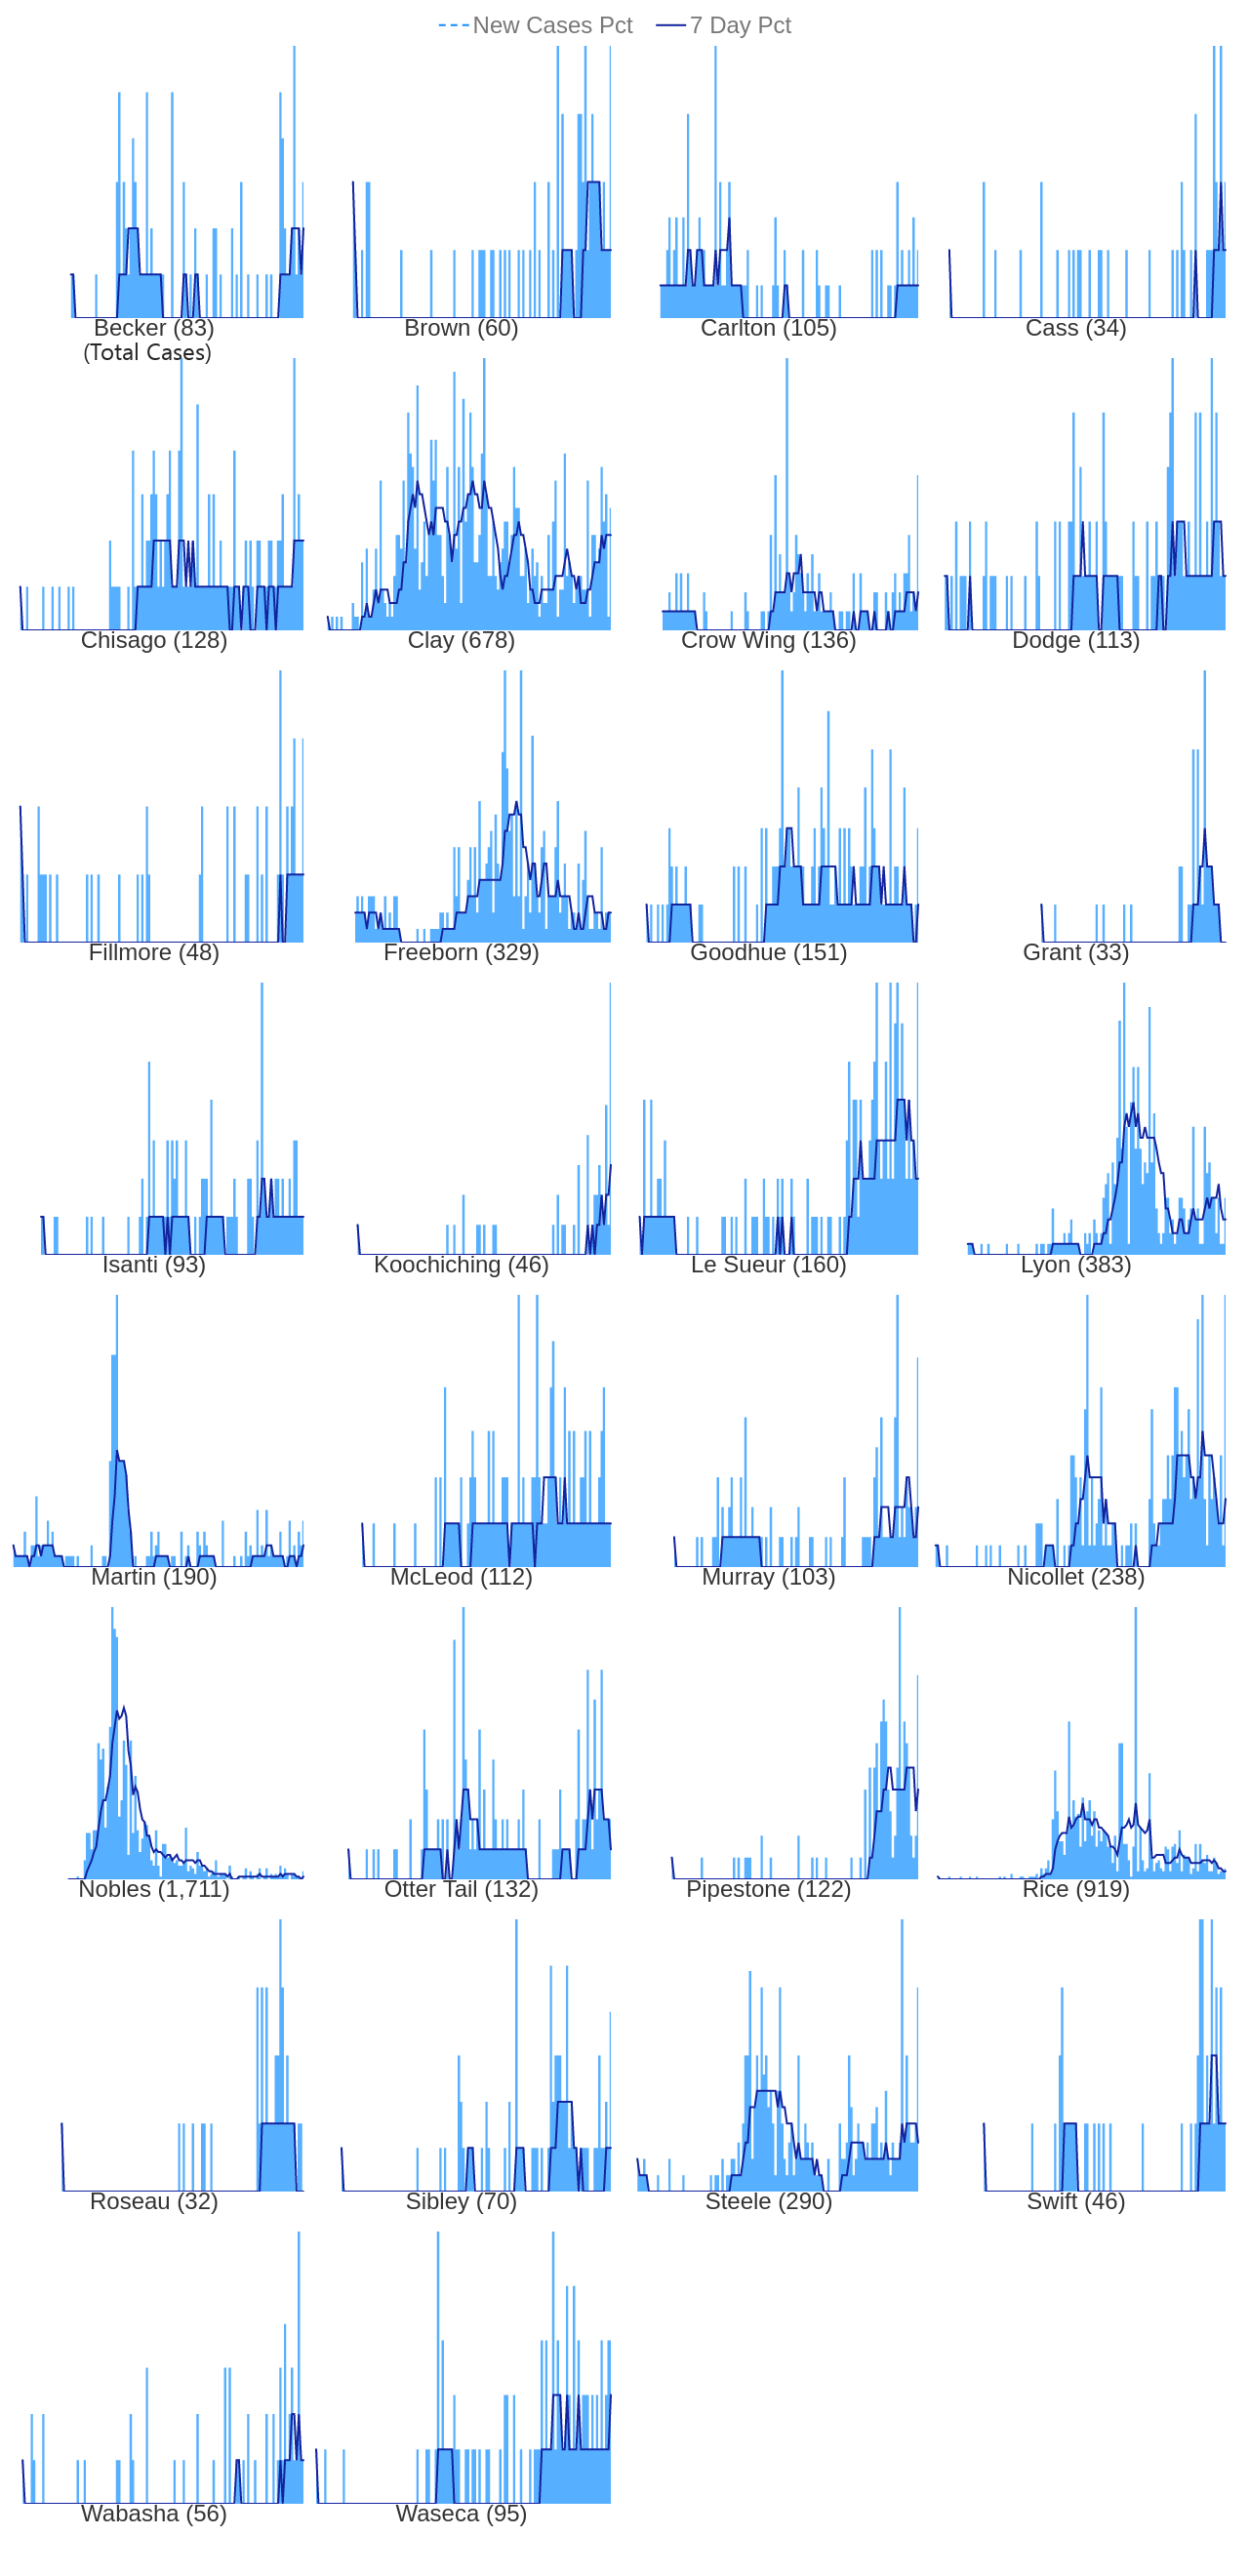 New Cases Pct 7 Day Pct
Becker (83) Brown (60) Carlton (105) Cass (34)
(Total Cases)
Chisago (128) Clay (678) Crow Wing (136) Dodge (113)
Fillmore (48) Freeborn (329) Goodhue (151) Grant (33)
Isanti (93) Koochiching (46) Le Sueur (160) Lyon (383)
Martin (190) McLeod (112) Murray (103) Nicollet (238)
Nobles (1,711) Otter Tail (132) Pipestone (122) Rice (919)
Roseau (32) Sibley (70) Steele (290) Swift (46)
Wabasha (56) Waseca (95)